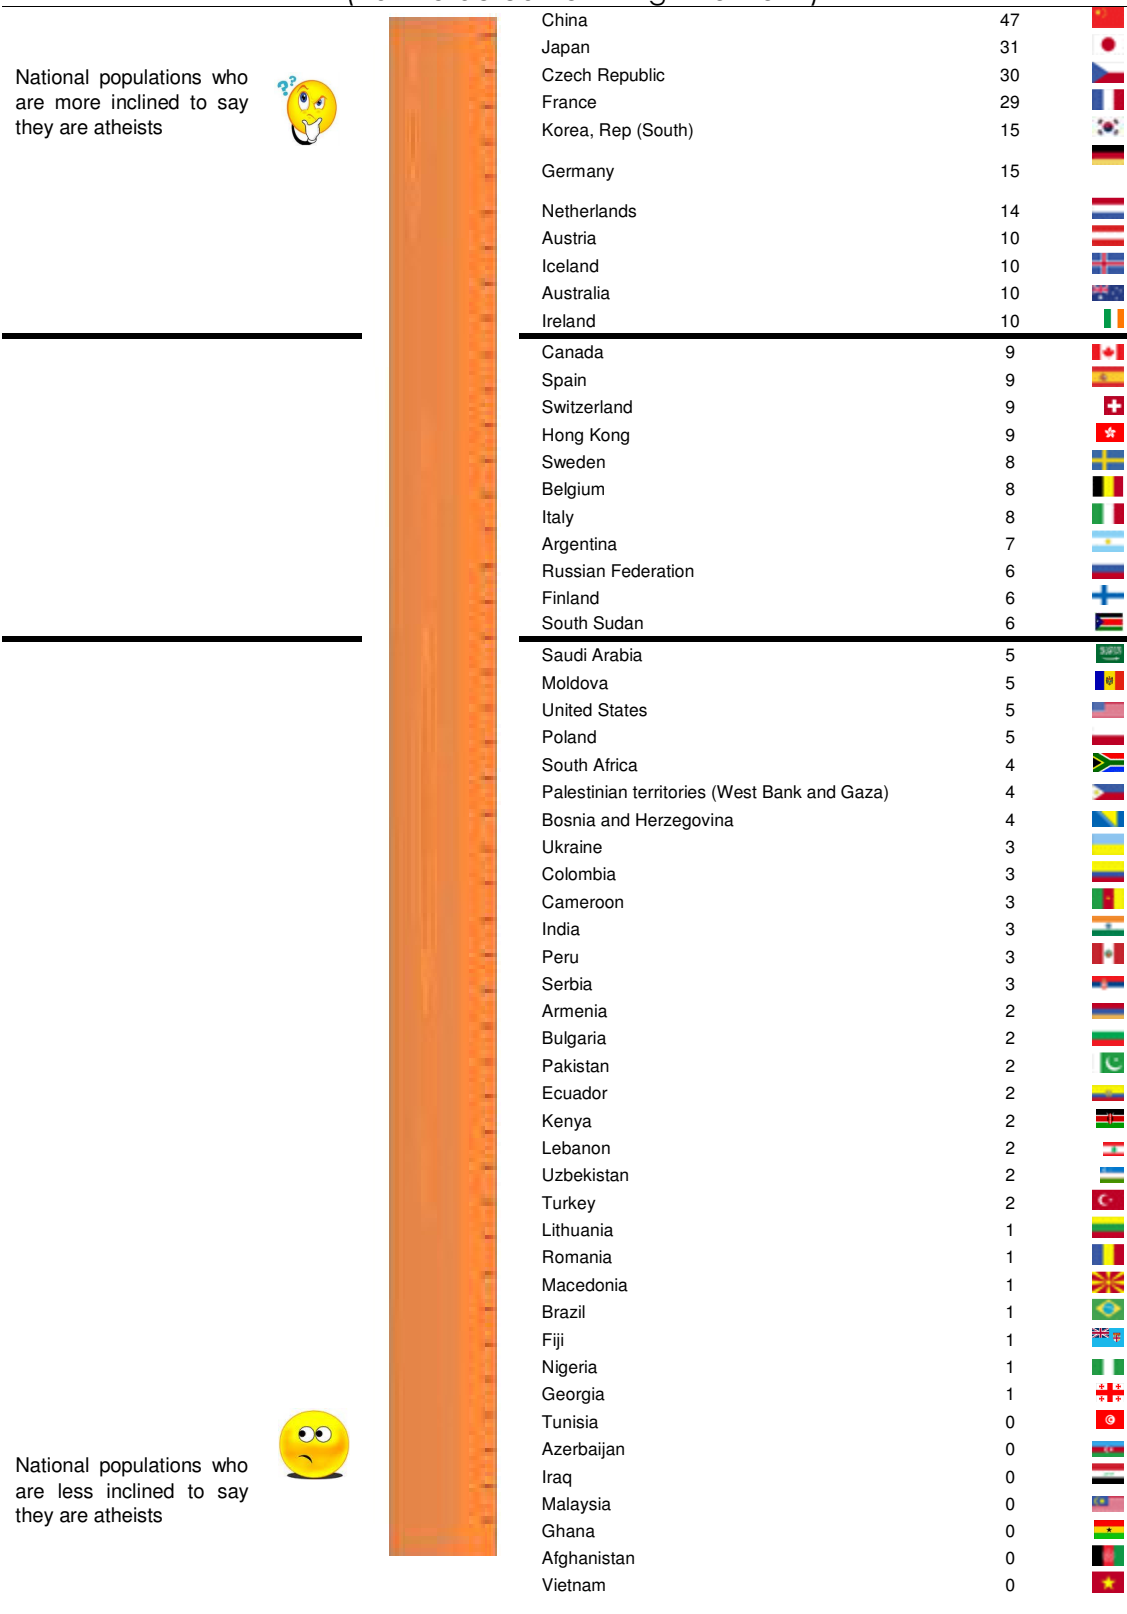 China 47
Japan 31
National populations who
are more inclined to say
they are atheists
??
Czech Republic 30
France 29
Korea, Rep (South) 15
Germany 15
Netherlands 14
Austria 10
Iceland 10
Australia 10
Ireland 10
Canada 9
Spain 9
Switzerland 9
Hong Kong 9
Sweden 8
Belgium 8
Italy 8
Argentina 7
Russian Federation 6
Finland 6
South Sudan 6
Saudi Arabia 5
Moldova 5
United States 5
Poland 5
South Africa 4
Palestinian territories (West Bank and Gaza) 4
Bosnia and Herzegovina 4
Ukraine 3
Colombia 3
Cameroon 3
India 3
Peru 3
Serbia 3
Armenia 2
Bulgaria 2
Pakistan 2
Ecuador 2
Kenya 2
Lebanon 2
Uzbekistan 2
Turkey 2
Lithuania 1
Romania 1
Macedonia 1
Brazil 1
Fiji 1
Nigeria 1
Georgia 1
Tunisia 0
Azerbaijan 0
National populations who
are less inclined to say
they are atheists
Iraq 0
Malaysia 0
Ghana 0
Afghanistan 0
Vietnam 0